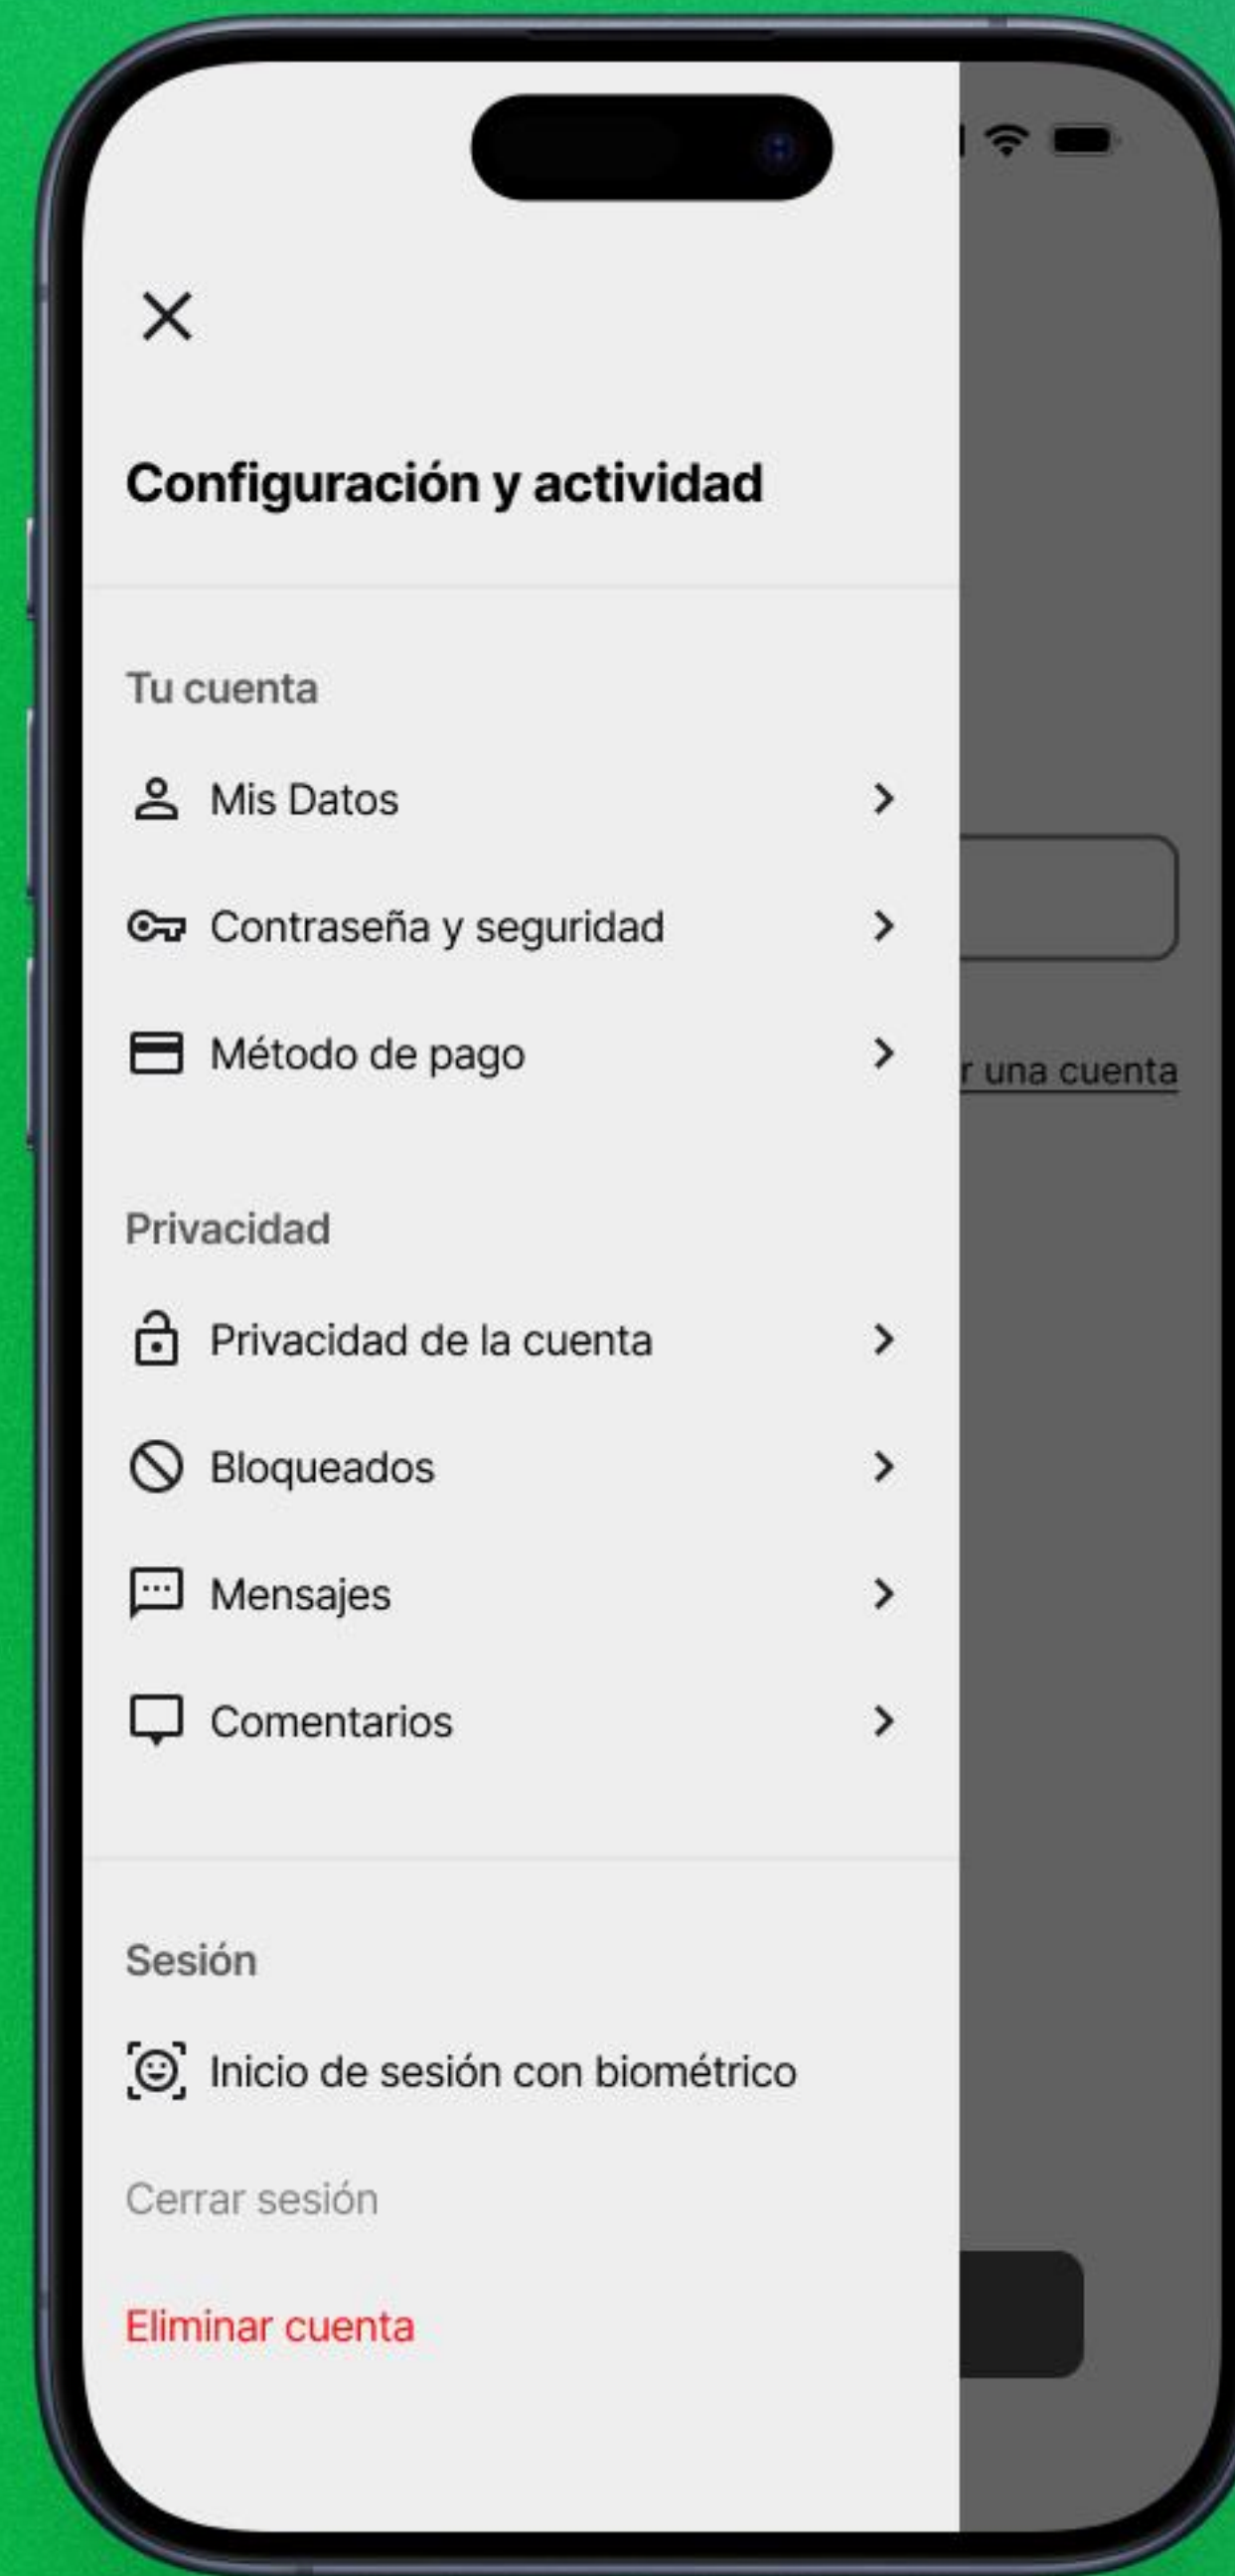 Configuración y actividad
Tu cuenta
Mis Datos
Contraseña y seguridad
Método de pago
r una cuenta
Privacidad
Privacidad de la cuenta
Bloqueados
Mensajes
Comentarios
Sesión
Inicio de sesión con biométrico
Cerrar sesión
Eliminar cuenta